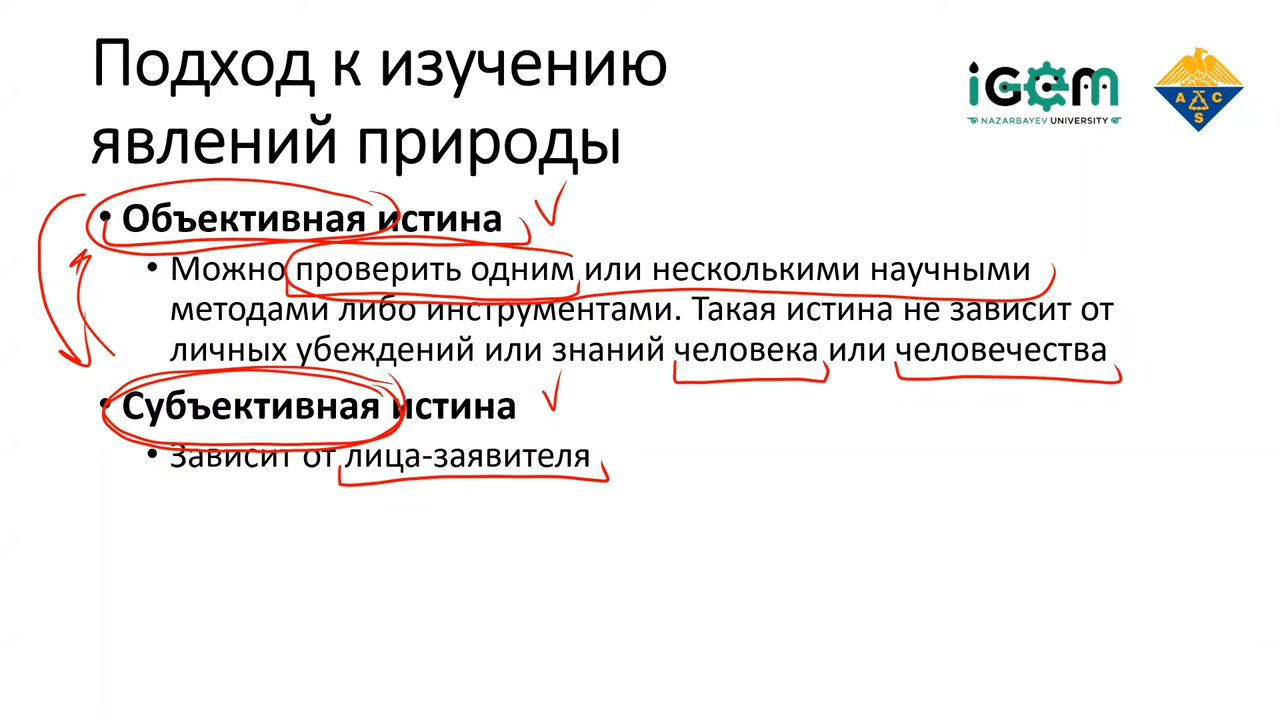 Подход к изучению
явлений природы
iGem
NAZARBAYEV UNIVERSITY
A C
S
• Объективная истина
• Можно проверить одним или несколькими научными
методами либо инструментами. Такая истина не зависит от
личных убеждений или знаний человека или человечества
• Субъективная истина
• Зависит от лица-заявителя